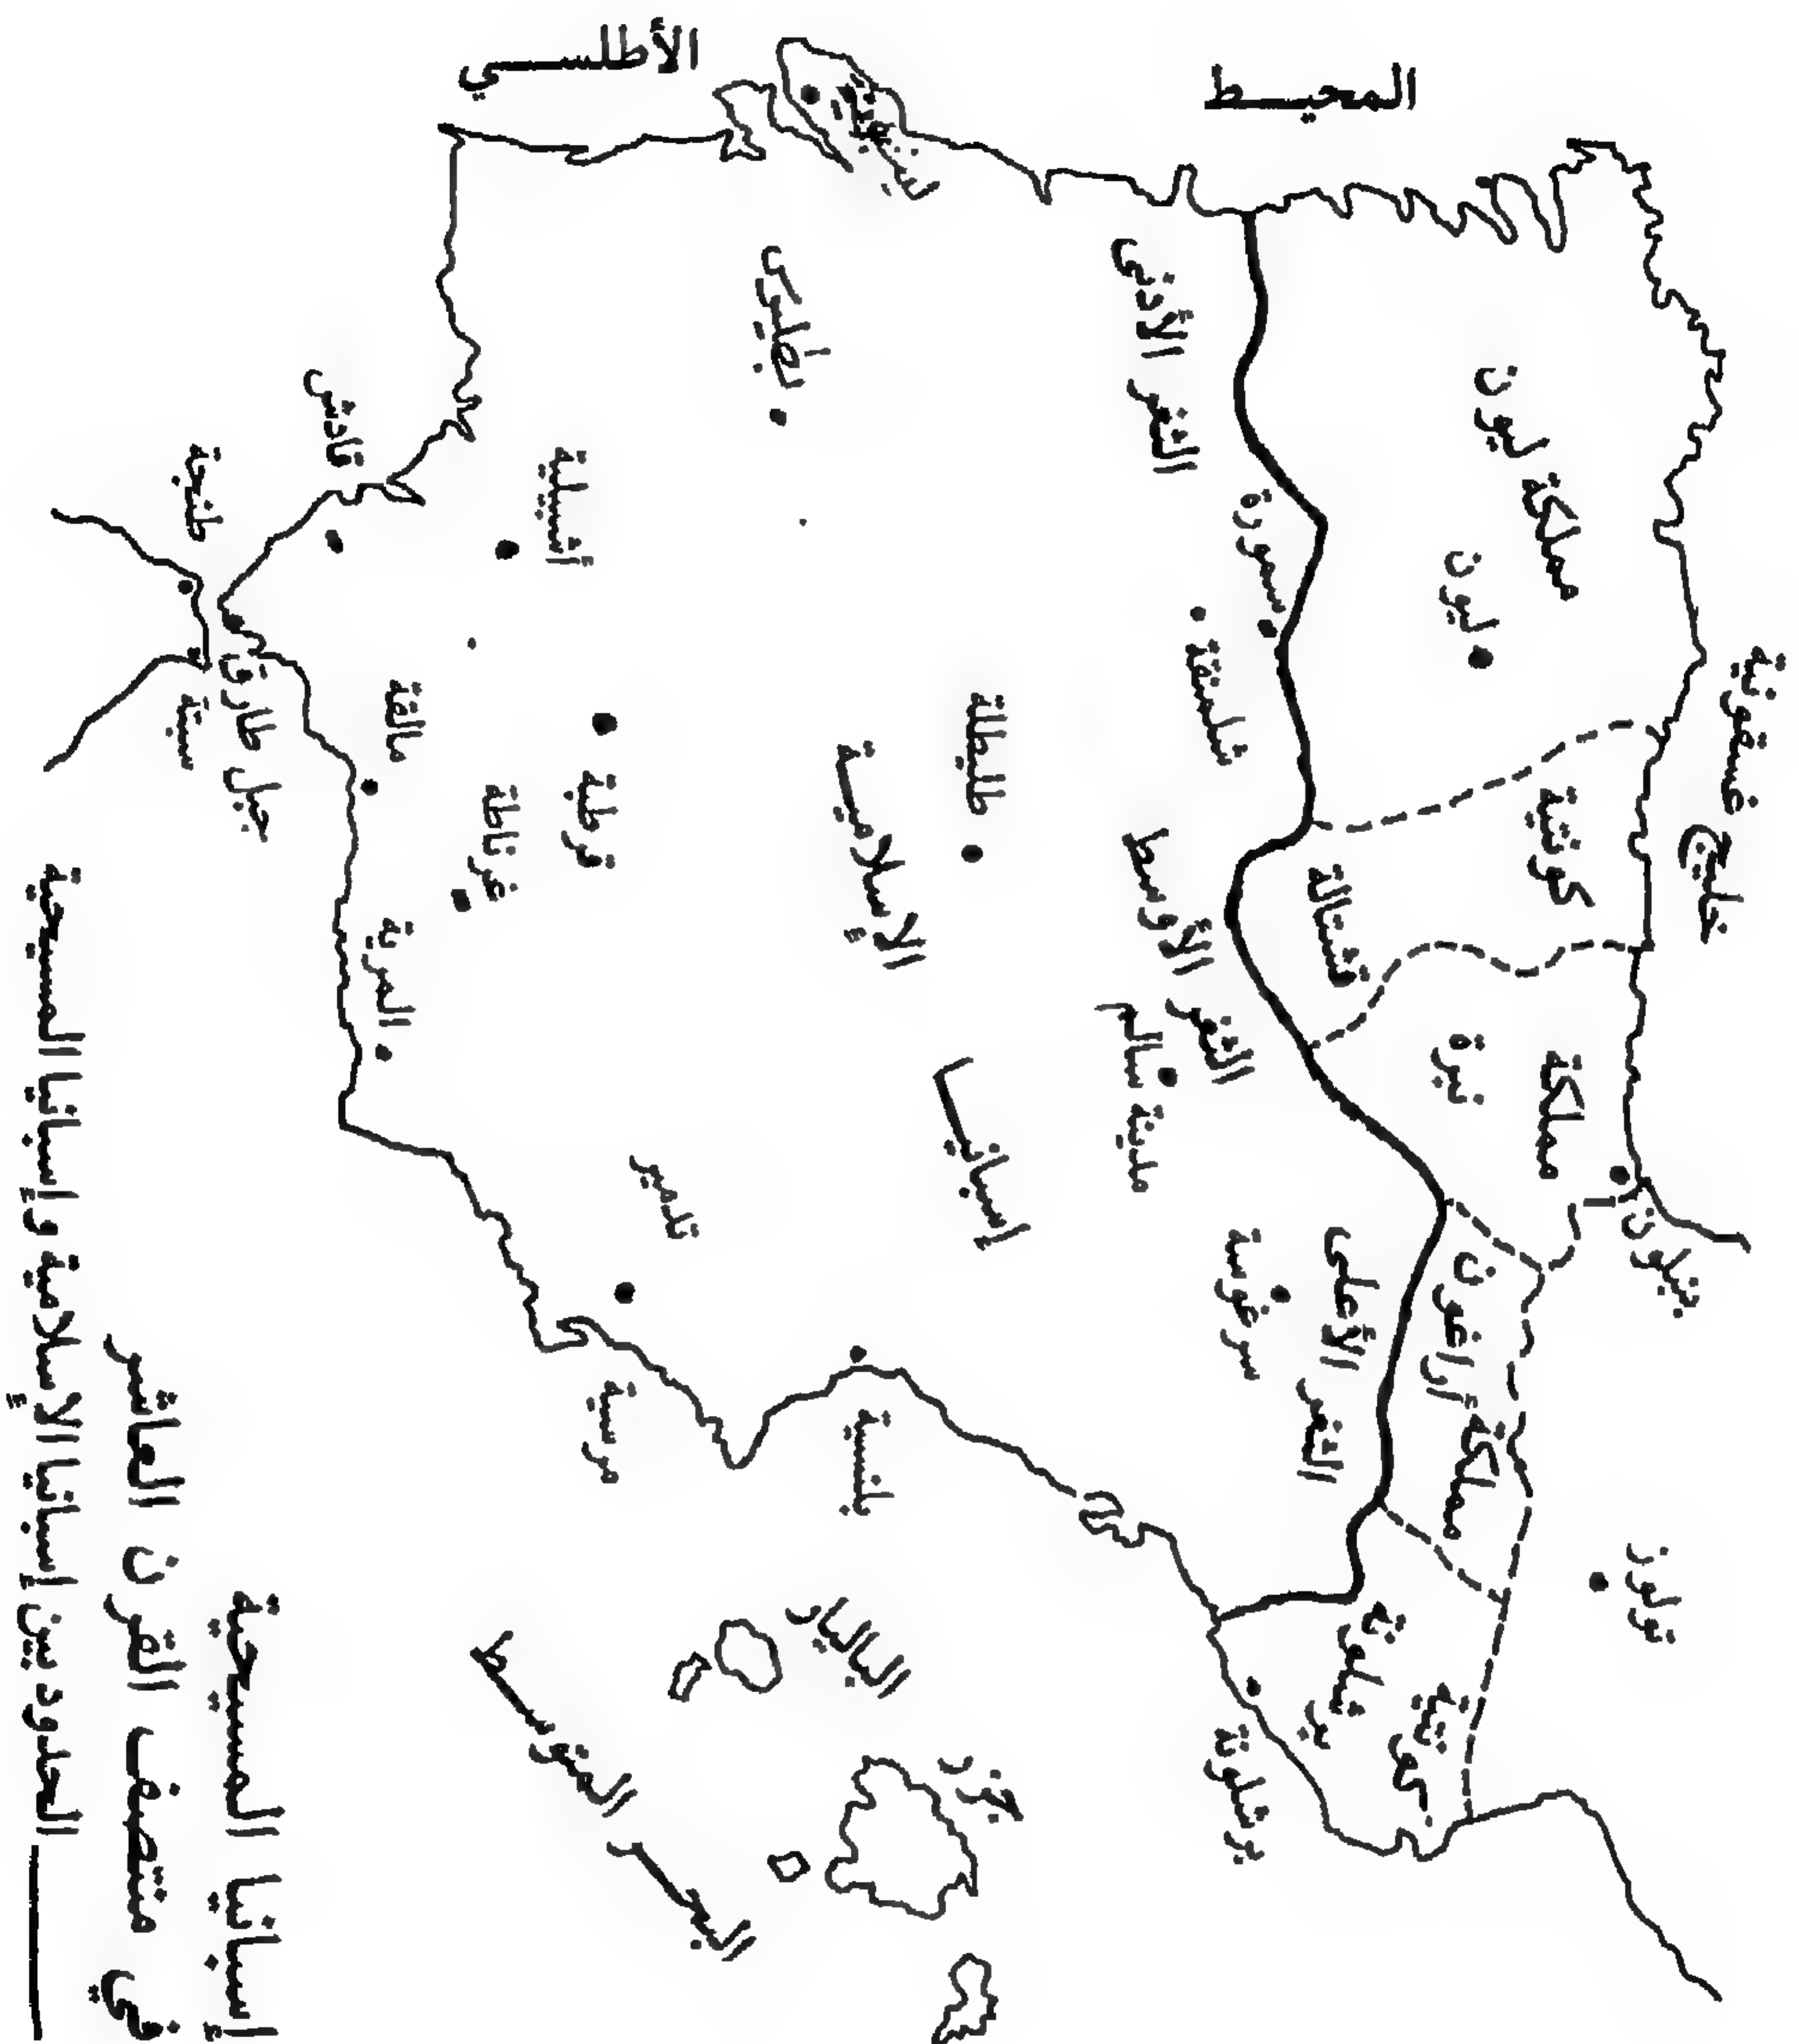 المحيط
الأطلسي
خليج غسقونية
مملكة ليون
ليون
سمورة
الثغر الأدنى
شلمنقة
كونتية
قشتالة
مملكة
نبرة
بنبلونة
الثغر الأوسط
مدينة سالم
طليطلة
الإسلامية
إسبانيا
بطليوس
إشبيلية
قادش
طنجة
سبتة
جبل طارق
مالقة
غرناطة
قرطبة
المرية
تدمير
مرسية
بلنسية
سرقسطة
الثغر الأعلى
مملكة أراغون
تولوز
برشلونة
جزر
البليار
البحر
المتوسط
الحدود بين إسبانيا الإسلامية وإسبانيا المسيحية
في منتصف القرن العاشر
إسبانيا المسيحية